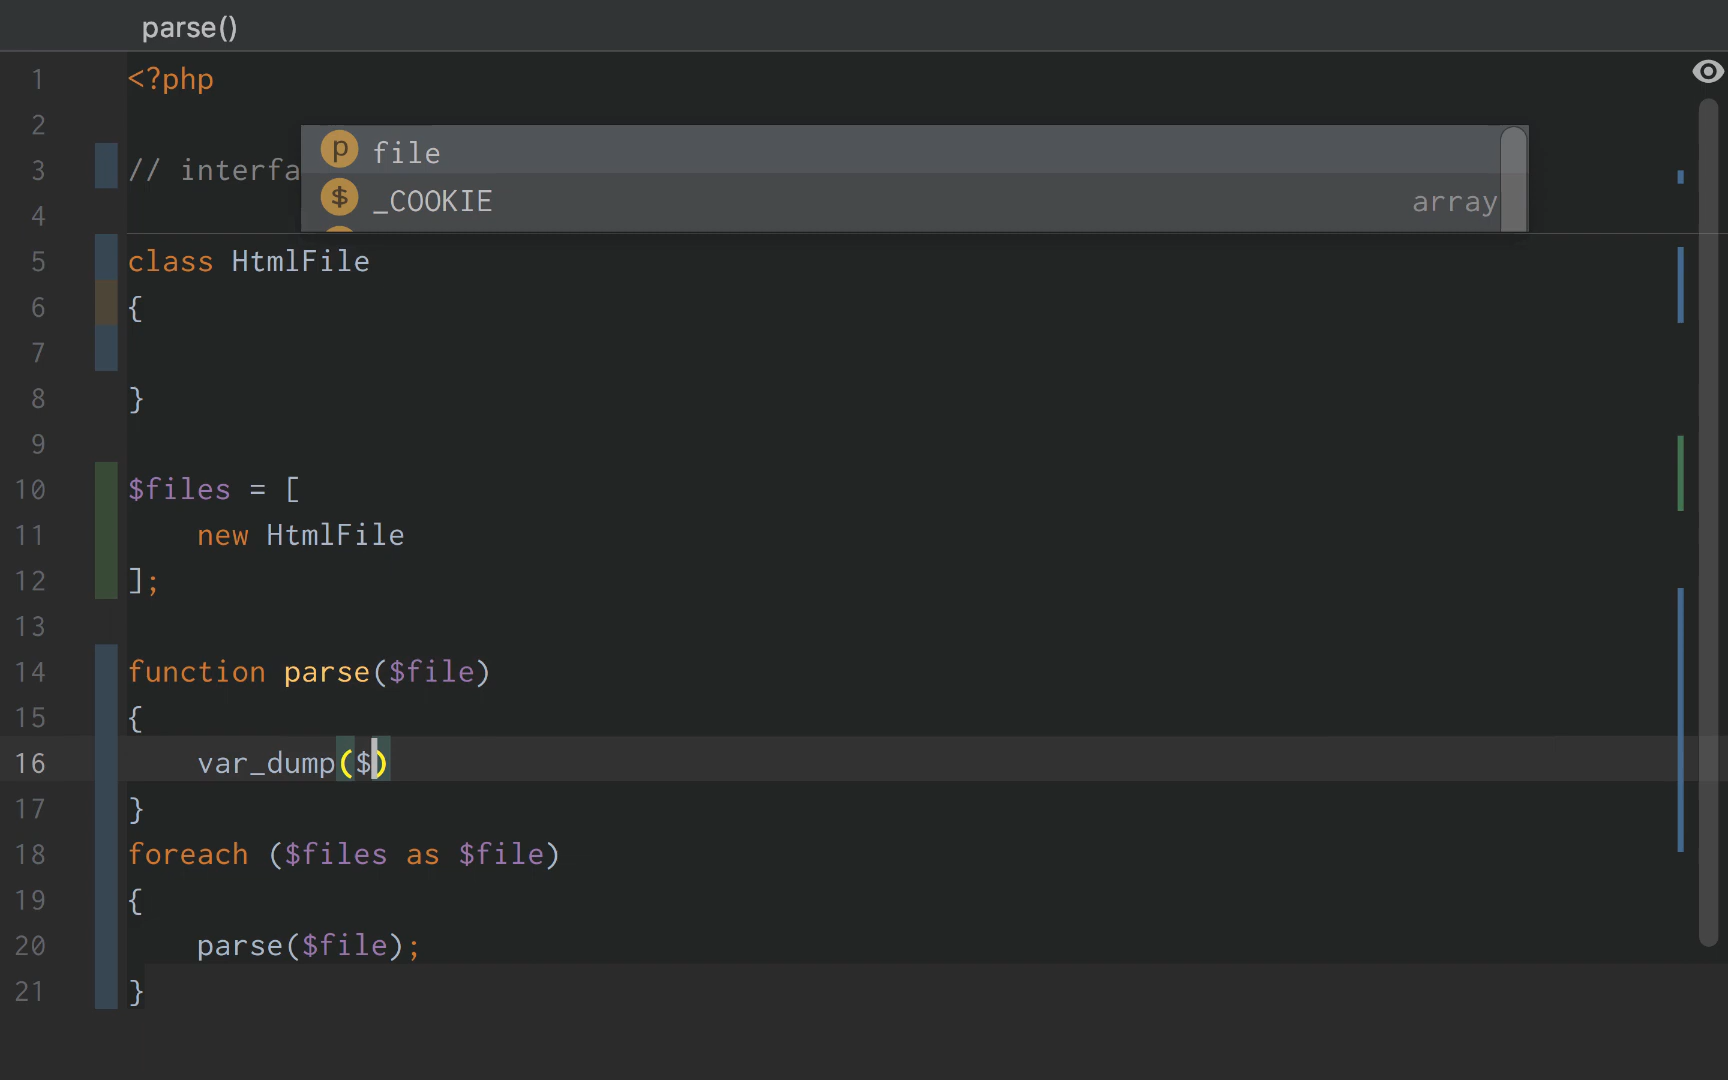 parse()
1 <?php
2
p file
3 // interfa
$ _COOKIE array
4
5 class HtmlFile
6 {
7
8 }
9
10 $files = [
11 new HtmlFile
12 ];
13
14 function parse($file)
15 {
16 var_dump($)
17 }
18 foreach ($files as $file)
19 {
20 parse($file);
21 }